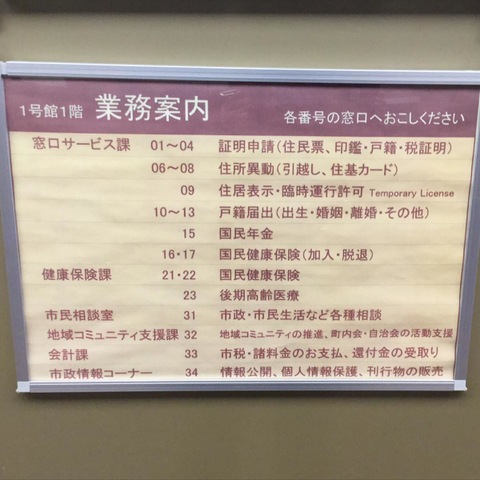 1号館1階 業務案内 各番号の窓口へおこしください
窓口サービス課 01～04 証明申請(住民票、印鑑・戸籍・税証明)
06～08 住所異動(引越し、住基カード)
09 住居表示・臨時運行許可 Temporary License
10～13 戸籍届出(出生・婚姻・離婚・その他)
15 国民年金
16・17 国民健康保険(加入・脱退)
健康保険課 21・22 国民健康保険
23 後期高齢医療
市民相談室 31 市政・市民生活など各種相談
地域コミュニティ支援課 32 地域コミュニティの推進、町内会・自治会の活動支援
会計課 33 市税・諸料金のお支払、還付金の受取り
市政情報コーナー 34 情報公開、個人情報保護、刊行物の販売